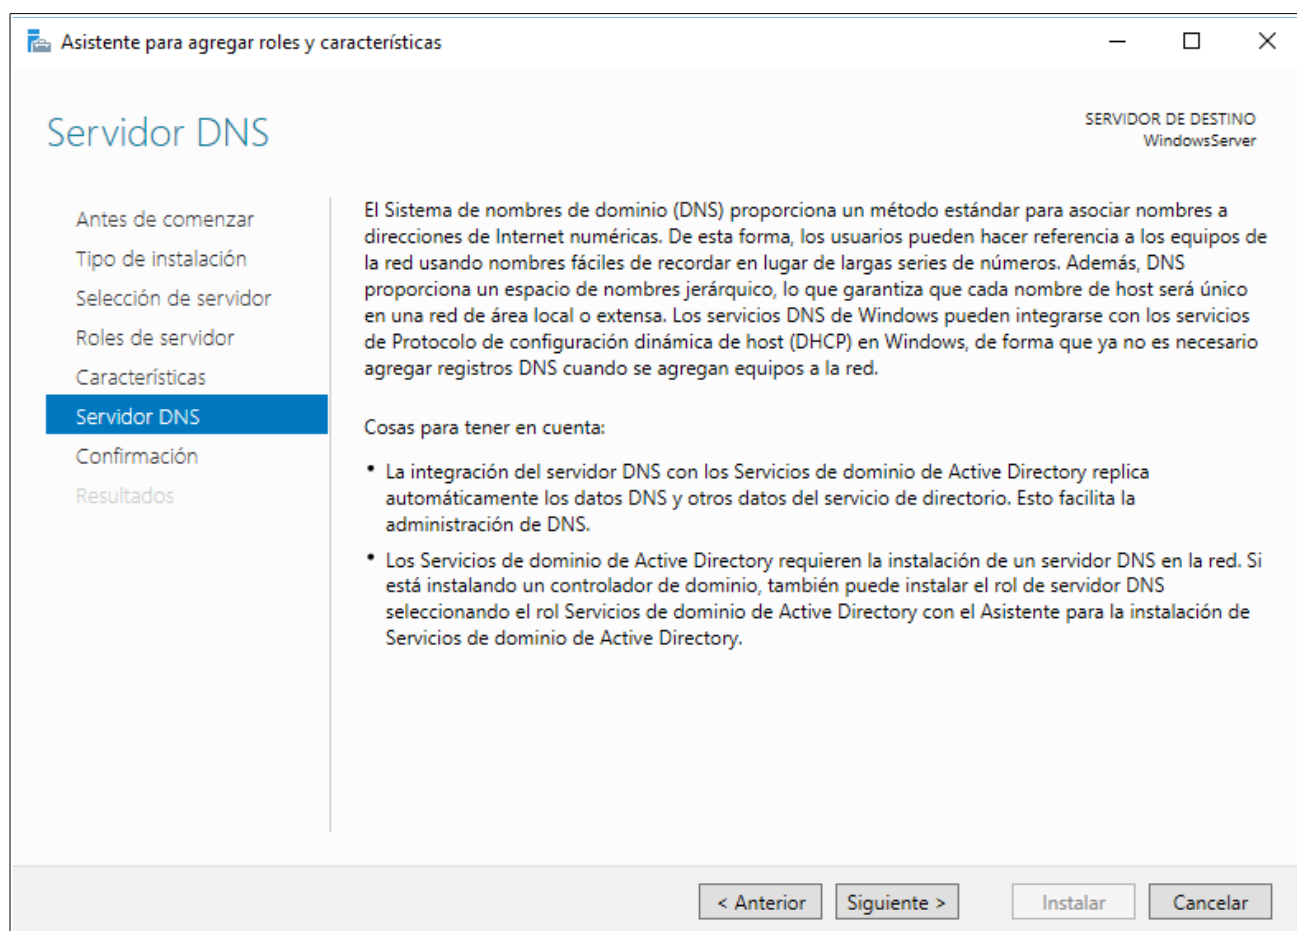 Asistente para agregar roles y características
Servidor DNS
SERVIDOR DE DESTINO
WindowsServer
Antes de comenzar
Tipo de instalación
Selección de servidor
Roles de servidor
Características
Servidor DNS
Confirmación
Resultados
El Sistema de nombres de dominio (DNS) proporciona un método estándar para asociar nombres a
direcciones de Internet numéricas. De esta forma, los usuarios pueden hacer referencia a los equipos de
la red usando nombres fáciles de recordar en lugar de largas series de números. Además, DNS
proporciona un espacio de nombres jerárquico, lo que garantiza que cada nombre de host será único
en una red de área local o extensa. Los servicios DNS de Windows pueden integrarse con los servicios
de Protocolo de configuración dinámica de host (DHCP) en Windows, de forma que ya no es necesario
agregar registros DNS cuando se agregan equipos a la red.
Cosas para tener en cuenta:
• La integración del servidor DNS con los Servicios de dominio de Active Directory replica
automáticamente los datos DNS y otros datos del servicio de directorio. Esto facilita la
administración de DNS.
• Los Servicios de dominio de Active Directory requieren la instalación de un servidor DNS en la red. Si
está instalando un controlador de dominio, también puede instalar el rol de servidor DNS
seleccionando el rol Servicios de dominio de Active Directory con el Asistente para la instalación de
Servicios de dominio de Active Directory.
< Anterior
Siguiente >
Instalar
Cancelar